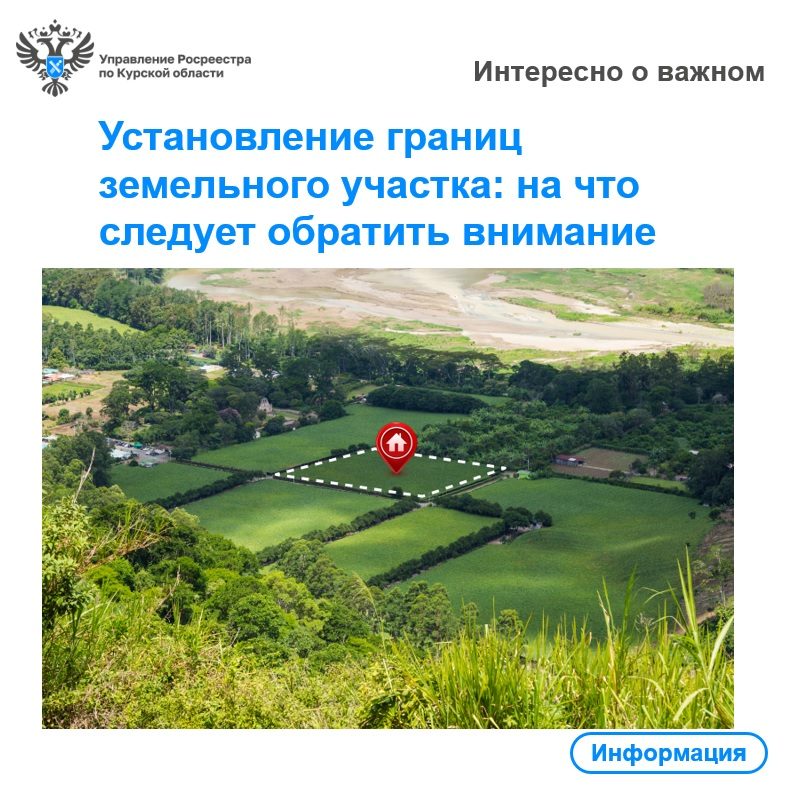 Управление Росреестра
по Курской области
Интересно о важном
Установление границ
земельного участка: на что
следует обратить внимание
Информация